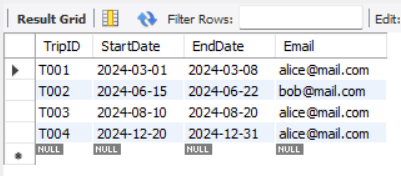 Result Grid Filter Rows: Edit:
TripID StartDate EndDate Email
T001 2024-03-01 2024-03-08 alice@mail.com
T002 2024-06-15 2024-06-22 bob@mail.com
T003 2024-08-10 2024-08-20 alice@mail.com
T004 2024-12-20 2024-12-31 alice@mail.com
NULL NULL NULL NULL